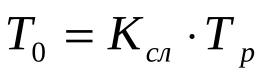 T₀ = Kсл · Tр